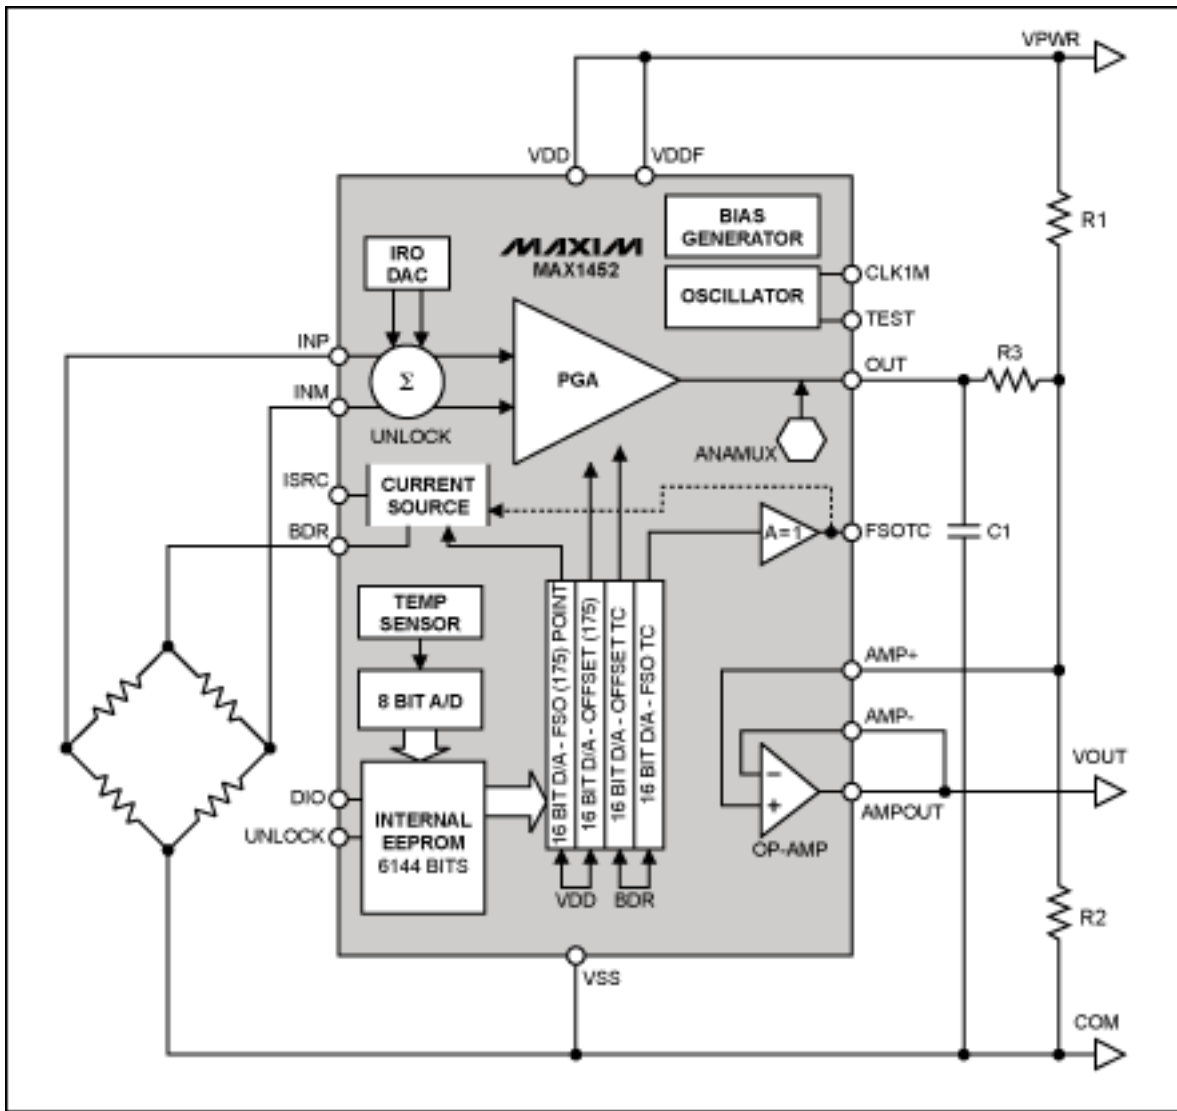 VPWR
VDD
VDDF
BIAS
GENERATOR
R1
IRO
DAC
MAXIM
MAX1452
CLK1M
OSCILLATOR
TEST
INP
Σ
PGA
OUT
R3
INM
UNLOCK
ANAMUX
ISRC
CURRENT
SOURCE
BDR
A=1
FSOTC
C1
TEMP
SENSOR
16 BIT D/A - FSO (175) POINT
16 BIT D/A - OFFSET (175)
16 BIT D/A - OFFSET TC
16 BIT D/A - FSO TC
AMP+
8 BIT A/D
AMP-
VOUT
−
+
DIO
AMPOUT
INTERNAL
EEPROM
6144 BITS
UNLOCK
OP-AMP
VDD
BDR
R2
VSS
COM